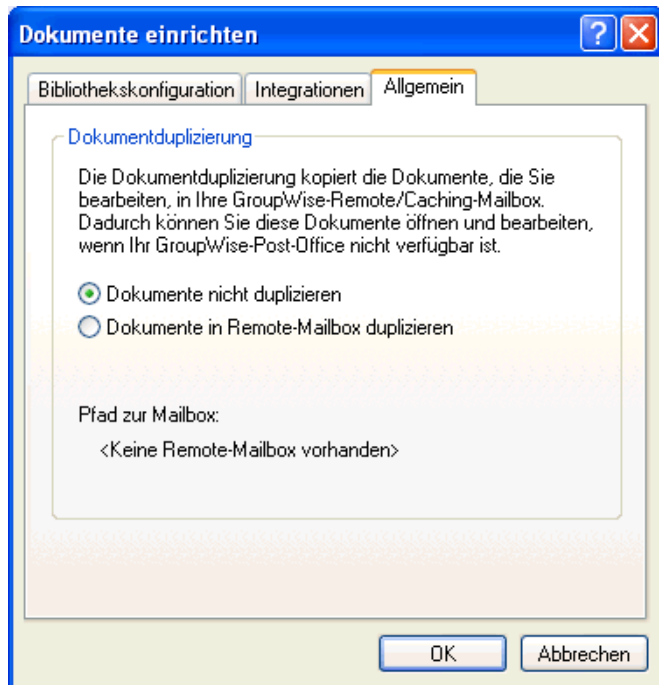 Dokumente einrichten
Bibliothekskonfiguration Integrationen Allgemein
Dokumentduplizierung
Die Dokumentduplizierung kopiert die Dokumente, die Sie
bearbeiten, in Ihre GroupWise-Remote/Caching-Mailbox.
Dadurch können Sie diese Dokumente öffnen und bearbeiten,
wenn Ihr GroupWise-Post-Office nicht verfügbar ist.
Dokumente nicht duplizieren
Dokumente in Remote-Mailbox duplizieren
Pfad zur Mailbox:
<Keine Remote-Mailbox vorhanden>
OK Abbrechen